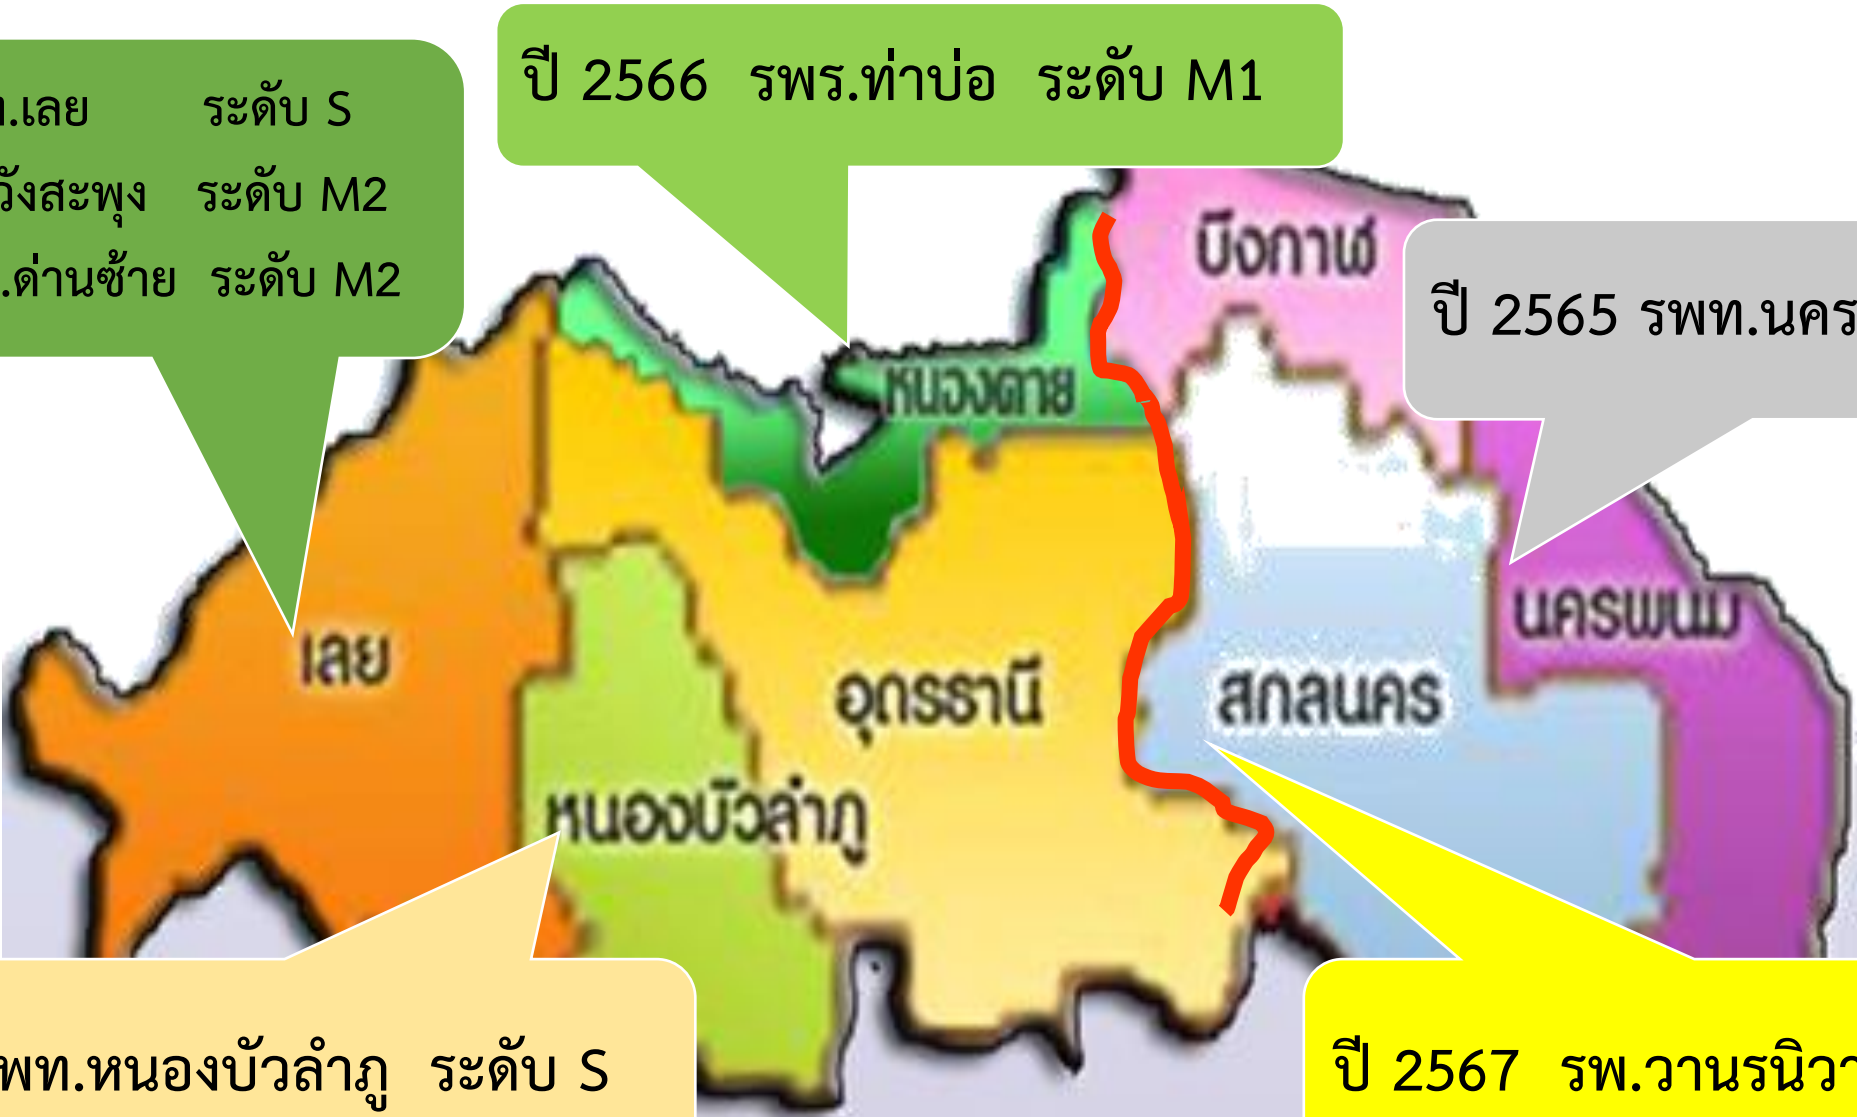 ปี 2566 รพร.ท่าบ่อ ระดับ M1
.เลย ระดับ S
วังสะพุง ระดับ M2
.ด่านซ้าย ระดับ M2
บึงกาฬ
ปี 2565 รพท.นคร
หนองคาย
นครพนม
เลย
อุดรธานี
สกลนคร
หนองบัวลำภู
พท.หนองบัวลำภู ระดับ S
ปี 2567 รพ.วานรนิวา